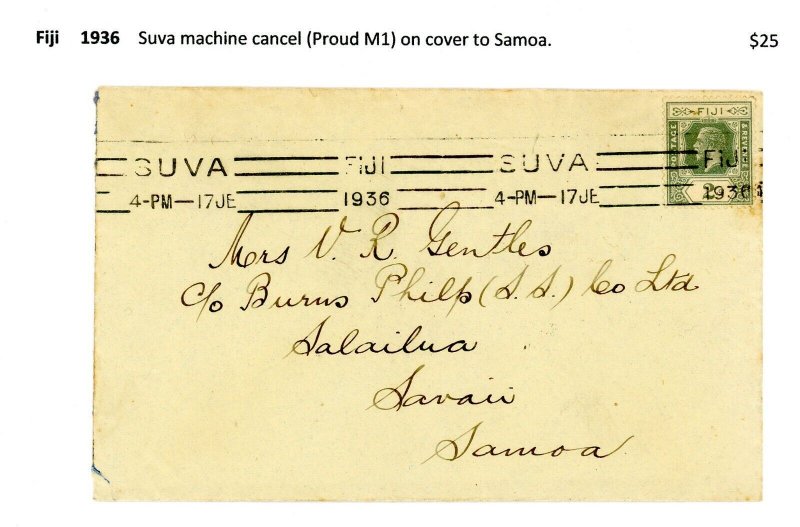 Fiji 1936 Suva machine cancel (Proud M1) on cover to Samoa. $25
FIJI
POSTAGE & REVENUE
SUVA FIJI SUVA FIJI
4-PM—17JE 1936 4-PM—17JE 1936
Mrs V. R. Gentles
c/o Burns Philp (S.S.) Co Ltd
Salailua
Savaii
Samoa